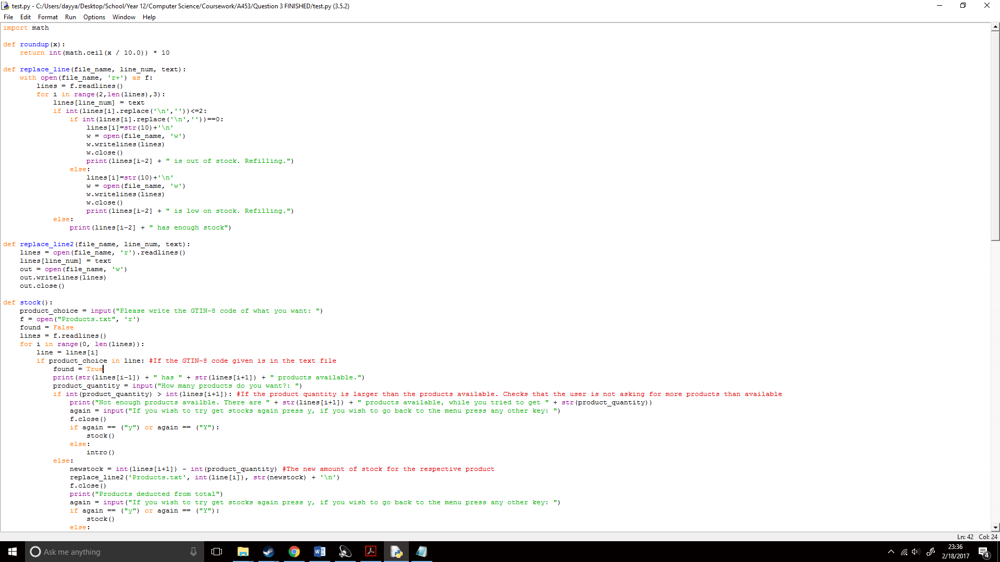 test.py - C:/Users/dayya/Desktop/School/Year 12/Computer Science/Coursework/A453/Question 3 FINISHED/test.py (3.5.2)
File Edit Format Run Options Window Help
import math

def roundup(x):
    return int(math.ceil(x / 10.0)) * 10

def replace_line(file_name, line_num, text):
    with open(file_name, 'r+') as f:
        lines = f.readlines()
        for i in range(2,len(lines),3):
            lines[line_num] = text
            if int(lines[i].replace('\n',''))<=2:
                if int(lines[i].replace('\n',''))==0:
                    lines[i]=str(10)+'\n'
                    w = open(file_name, 'w')
                    w.writelines(lines)
                    w.close()
                    print(lines[i-2] + " is out of stock. Refilling.")
                else:
                    lines[i]=str(10)+'\n'
                    w = open(file_name, 'w')
                    w.writelines(lines)
                    w.close()
                    print(lines[i-2] + " is low on stock. Refilling.")
            else:
                print(lines[i-2] + " has enough stock")

def replace_line2(file_name, line_num, text):
    lines = open(file_name, 'r').readlines()
    lines[line_num] = text
    out = open(file_name, 'w')
    out.writelines(lines)
    out.close()

def stock():
    product_choice = input("Please write the GTIN-8 code of what you want: ")
    f = open("Products.txt", 'r')
    found = False
    lines = f.readlines()
    for i in range(0, len(lines)):
        line = lines[i]
        if product_choice in line: #If the GTIN-8 code given is in the text file
            found = True
            print(str(lines[i-1]) + " has " + str(lines[i+1]) + " products available.")
            product_quantity = input("How many products do you want?: ")
            if int(product_quantity) > int(lines[i+1]): #If the product quantity is larger than the products available. Checks that the user is not asking for more products than available
                print("Not enough products availble. There are " + str(lines[i+1]) + " products available, while you tried to get " + str(product_quantity))
                again = input("If you wish to try get stocks again press y, if you wish to go back to the menu press any other key: ")
                f.close()
                if again == ("y") or again == ("Y"):
                    stock()
                else:
                    intro()
            else:
                newstock = int(lines[i+1]) - int(product_quantity) #The new amount of stock for the respective product
                replace_line2('Products.txt', int(line[i]), str(newstock) + '\n')
                f.close()
                print("Products deducted from total")
                again = input("If you wish to try get stocks again press y, if you wish to go back to the menu press any other key: ")
                if again == ("y") or again == ("Y"):
                    stock()
                else:
Ln: 42 Col: 24
Ask me anything
23:36
2/18/2017
4